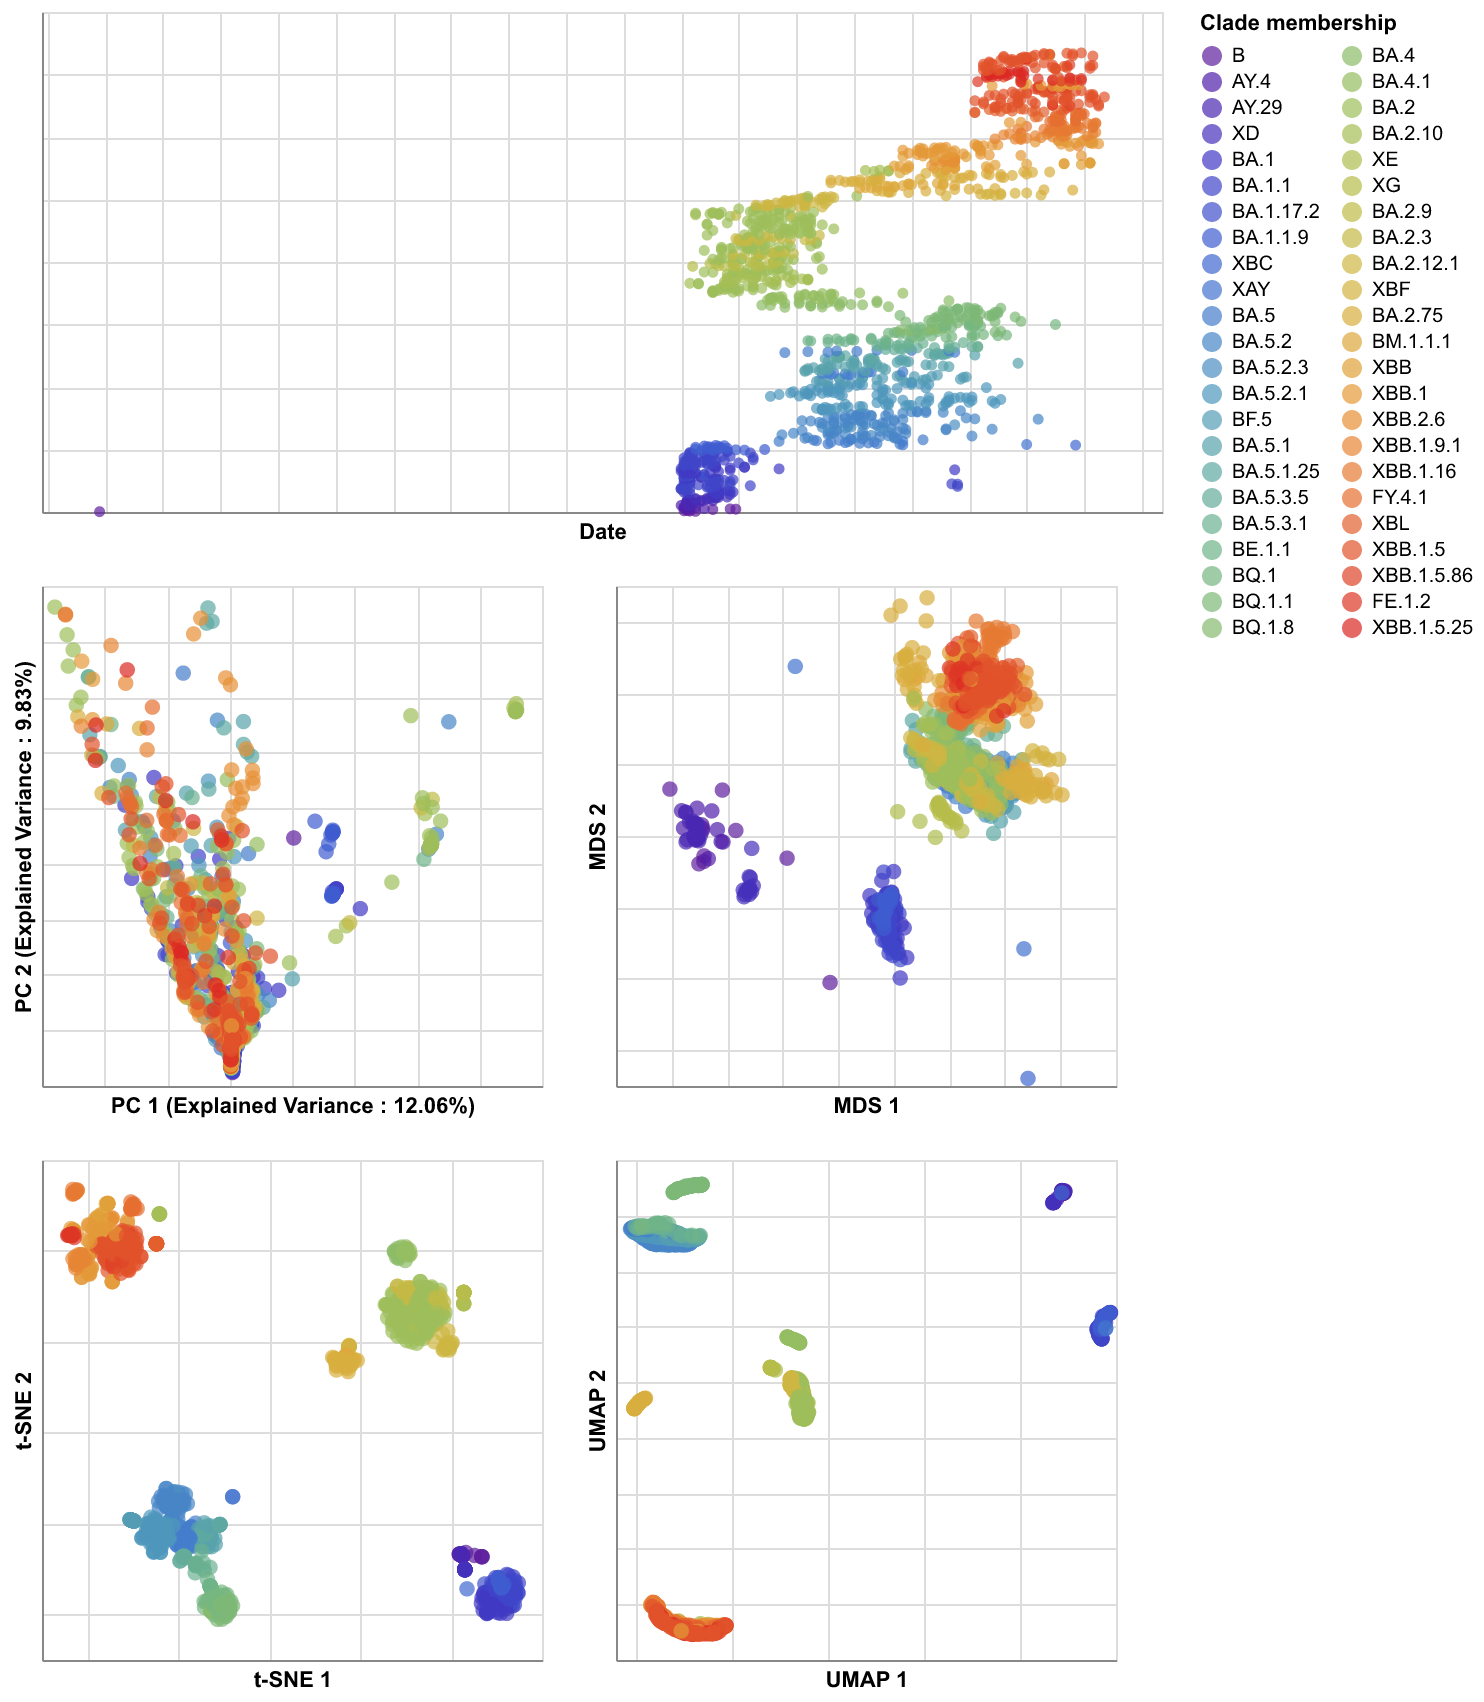 Clade membership
B
AY.4
AY.29
XD
BA.1
BA.1.1
BA.1.17.2
BA.1.1.9
XBC
XAY
BA.5
BA.5.2
BA.5.2.3
BA.5.2.1
BF.5
BA.5.1
BA.5.1.25
BA.5.3.5
BA.5.3.1
BE.1.1
BQ.1
BQ.1.1
BQ.1.8
BA.4
BA.4.1
BA.2
BA.2.10
XE
XG
BA.2.9
BA.2.3
BA.2.12.1
XBF
BA.2.75
BM.1.1.1
XBB
XBB.1
XBB.2.6
XBB.1.9.1
XBB.1.16
FY.4.1
XBL
XBB.1.5
XBB.1.5.86
FE.1.2
XBB.1.5.25
Date
PC 2 (Explained Variance : 9.83%)
PC 1 (Explained Variance : 12.06%)
MDS 2
MDS 1
t-SNE 2
t-SNE 1
UMAP 2
UMAP 1